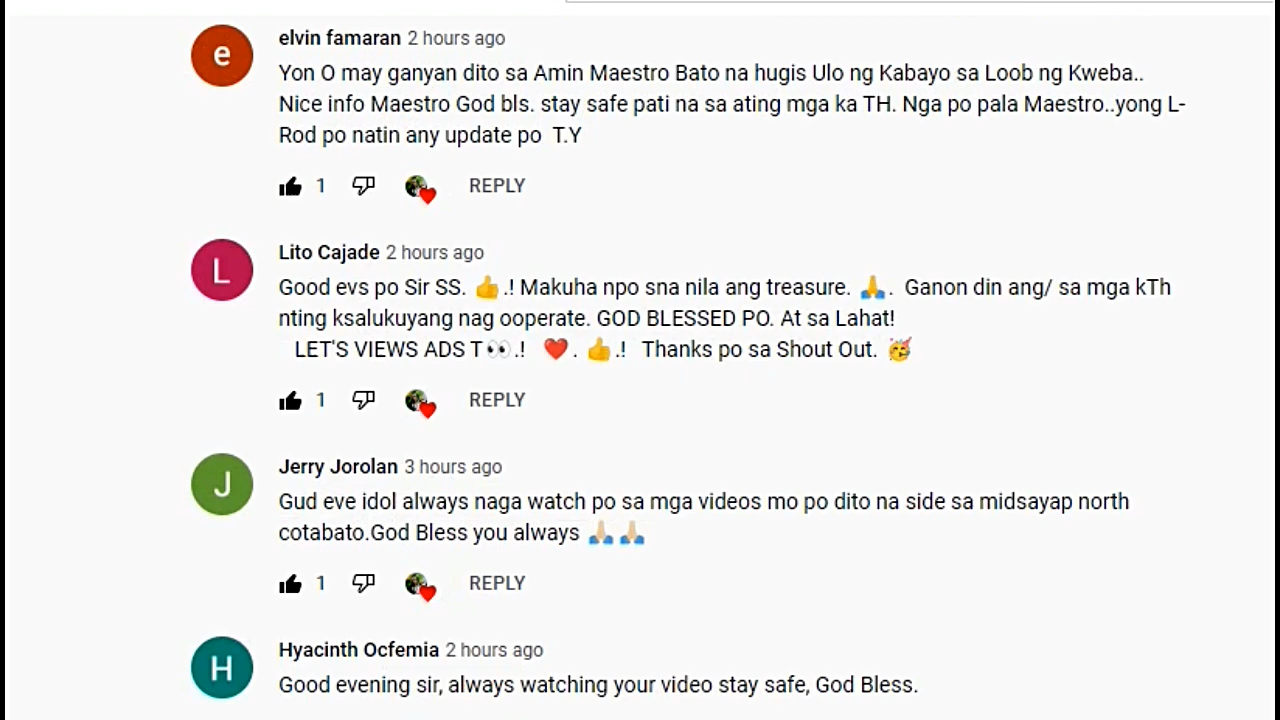 e
elvin famaran 2 hours ago
Yon O may ganyan dito sa Amin Maestro Bato na hugis Ulo ng Kabayo sa Loob ng Kweba..
Nice info Maestro God bls. stay safe pati na sa ating mga ka TH. Nga po pala Maestro..yong L-
Rod po natin any update po  T.Y
1 REPLY
L
Lito Cajade 2 hours ago
Good evs po Sir SS. 👍.! Makuha npo sna nila ang treasure. 🙏.  Ganon din ang/ sa mga kTh
nting ksalukuyang nag ooperate. GOD BLESSED PO. At sa Lahat!
LET'S VIEWS ADS T👀.!  ❤️. 👍.!  Thanks po sa Shout Out. 🥳
1 REPLY
J
Jerry Jorolan 3 hours ago
Gud eve idol always naga watch po sa mga videos mo po dito na side sa midsayap north
cotabato.God Bless you always 🙏🏼🙏🏼
1 REPLY
H
Hyacinth Ocfemia 2 hours ago
Good evening sir, always watching your video stay safe, God Bless.